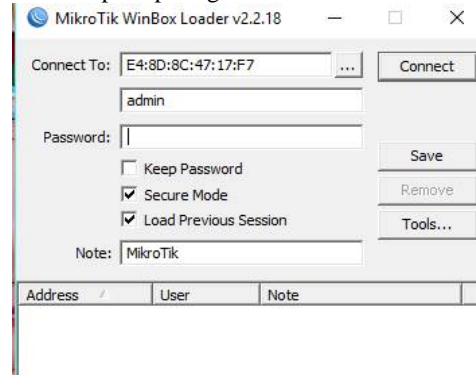 MikroTik WinBox Loader v2.2.18
Connect To: E4:8D:8C:47:17:F7 ... Connect
admin
Password:
Keep Password Save
Secure Mode Remove
Load Previous Session Tools...
Note: MikroTik
Address User Note